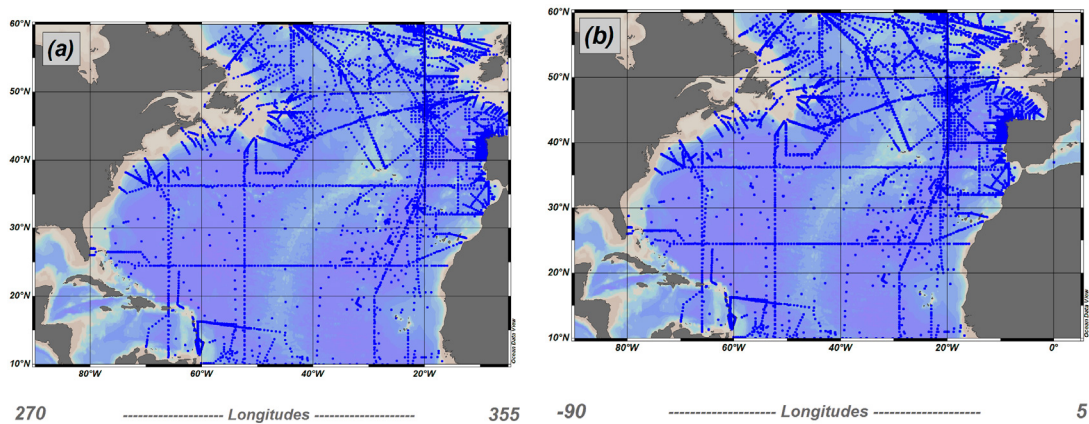 (a)
60°N
50°N
40°N
30°N
20°N
10°N
80°W 60°W 40°W 20°W
Ocean Data View
270 ---------------------- Longitudes --------------------- 355
(b)
60°N
50°N
40°N
30°N
20°N
10°N
80°W 60°W 40°W 20°W 0°
Ocean Data View
-90 ---------------------- Longitudes --------------------- 5